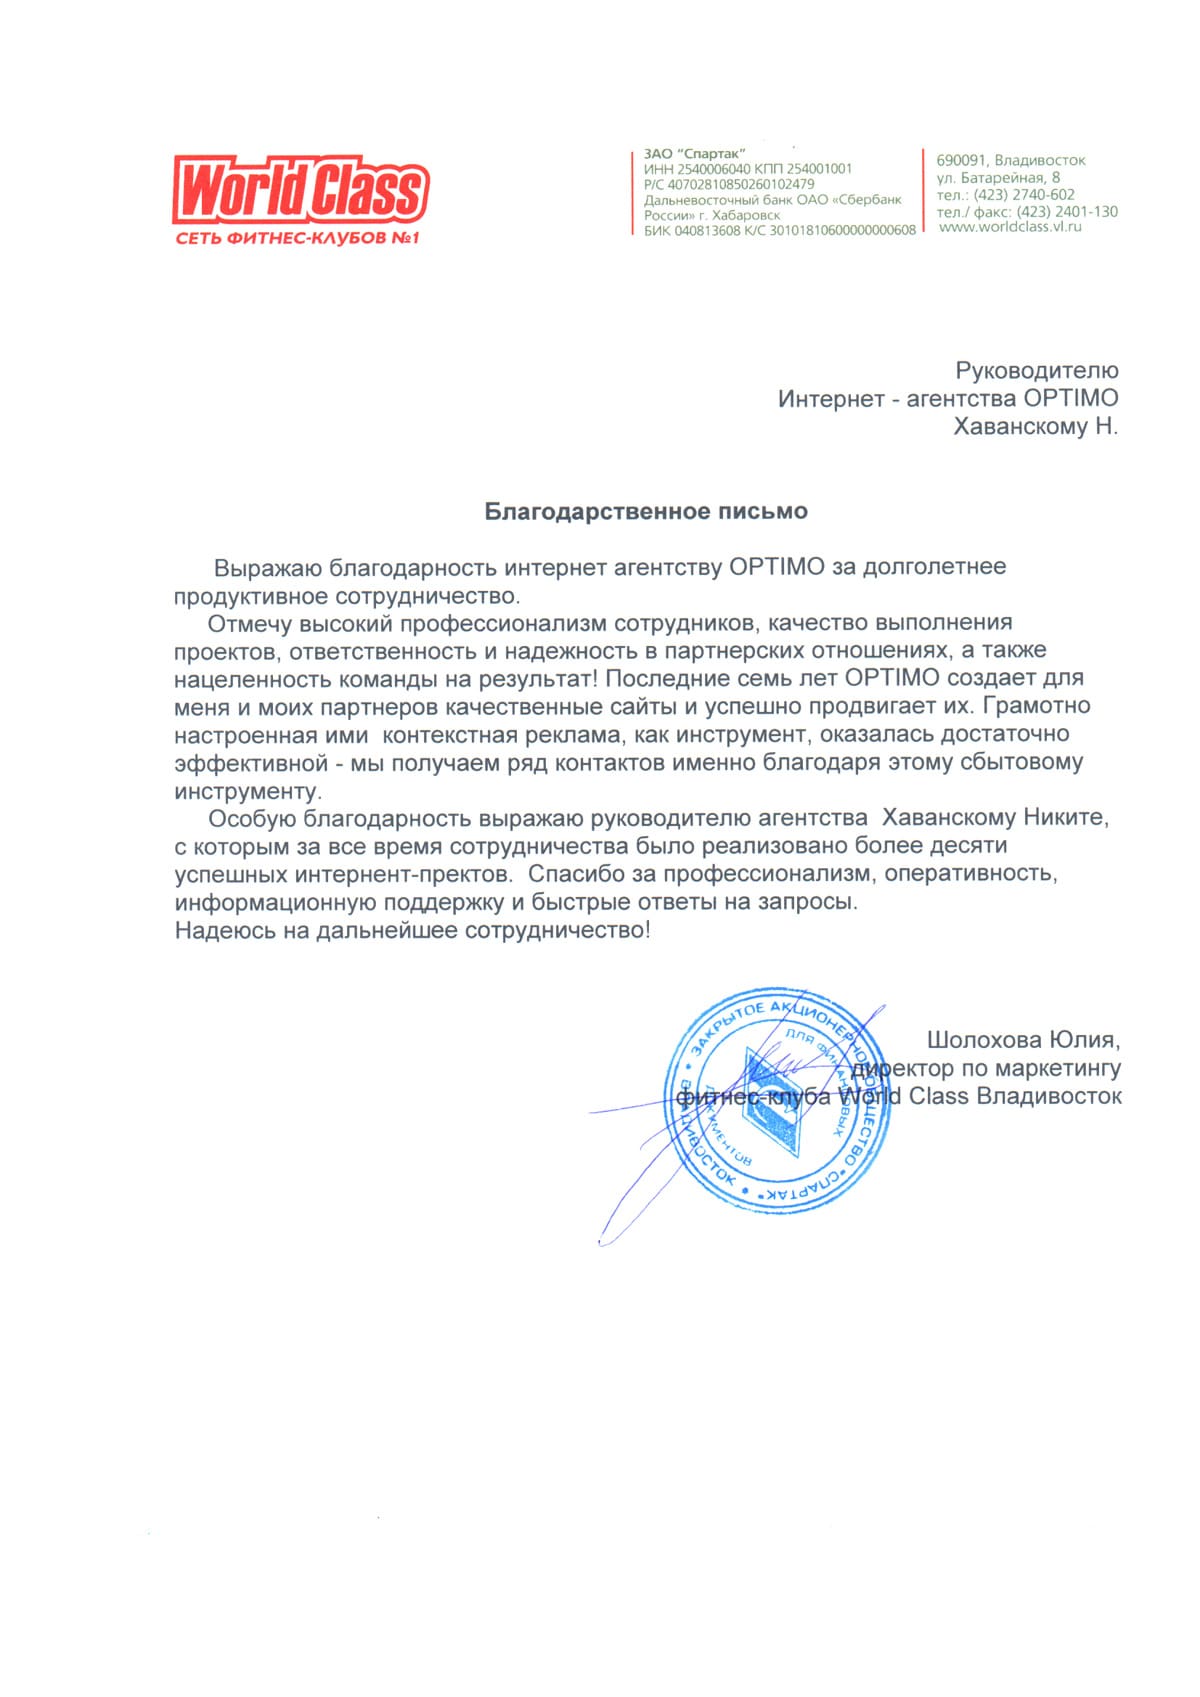 World Class
СЕТЬ ФИТНЕС-КЛУБОВ №1
ЗАО "Спартак"
ИНН 2540006040 КПП 254001001
Р/С 40702810850260102479
Дальневосточный банк ОАО «Сбербанк
России» г. Хабаровск
БИК 040813608 К/С 30101810600000000608
690091, Владивосток
ул. Батарейная, 8
тел.: (423) 2740-602
тел./ факс: (423) 2401-130
www.worldclass.vl.ru
Руководителю
Интернет - агентства OPTIMO
Хаванскому Н.
Благодарственное письмо
Выражаю благодарность интернет агентству OPTIMO за долголетнее
продуктивное сотрудничество.
Отмечу высокий профессионализм сотрудников, качество выполнения
проектов, ответственность и надежность в партнерских отношениях, а также
нацеленность команды на результат! Последние семь лет OPTIMO создает для
меня и моих партнеров качественные сайты и успешно продвигает их. Грамотно
настроенная ими  контекстная реклама, как инструмент, оказалась достаточно
эффективной - мы получаем ряд контактов именно благодаря этому сбытовому
инструменту.
Особую благодарность выражаю руководителю агентства  Хаванскому Никите,
с которым за все время сотрудничества было реализовано более десяти
успешных интернент-пректов.  Спасибо за профессионализм, оперативность,
информационную поддержку и быстрые ответы на запросы.
Надеюсь на дальнейшее сотрудничество!
Шолохова Юлия,
директор по маркетингу
фитнес-клуба World Class Владивосток
ЗАКРЫТОЕ АКЦИОНЕРНОЕ ОБЩЕСТВО "СПАРТАК" • ВЛАДИВОСТОК •
ДЛЯ ФИНАНСОВЫХ
ДОКУМЕНТОВ